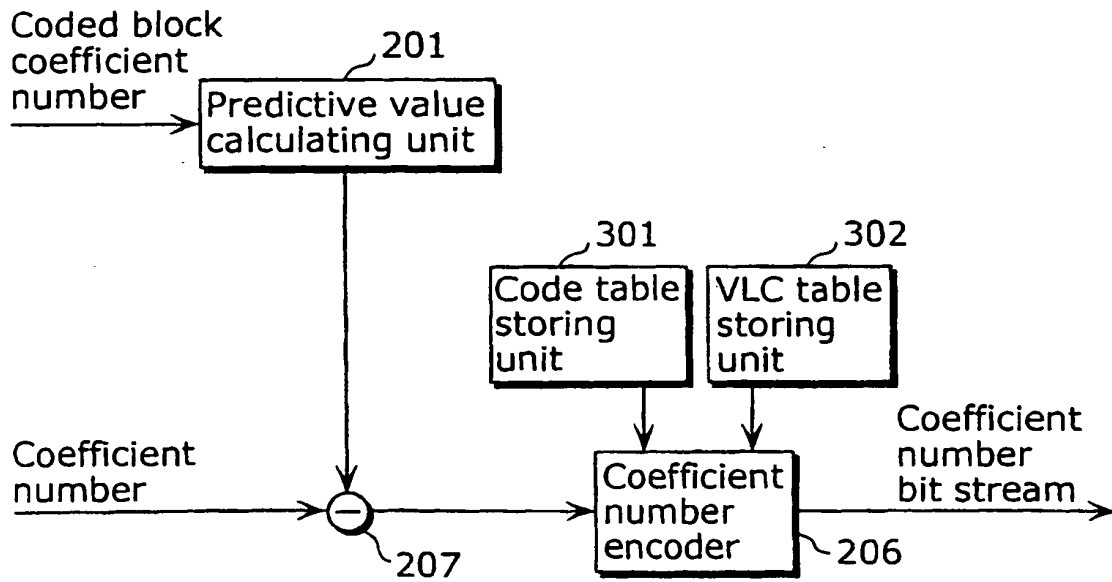 Coded block
coefficient
number
201
Predictive value
calculating unit
301
302
Code table
storing
unit
VLC table
storing
unit
Coefficient
number
−
207
Coefficient
number
encoder
206
Coefficient
number
bit stream